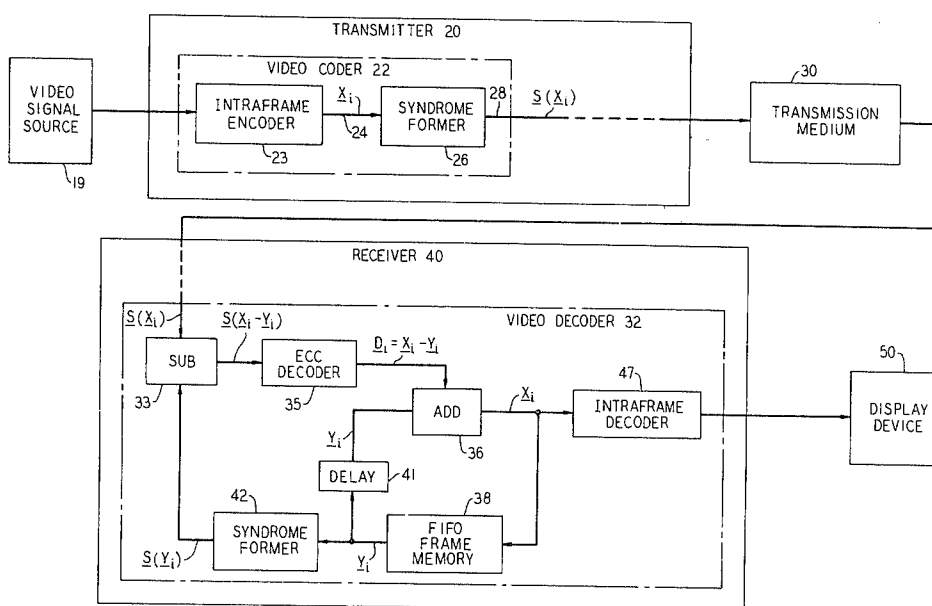 TRANSMITTER 20
VIDEO CODER 22
VIDEO
SIGNAL
SOURCE
19
INTRAFRAME
ENCODER
23
X_i
24
SYNDROME
FORMER
26
28
S(X_i)
30
TRANSMISSION
MEDIUM
RECEIVER 40
VIDEO DECODER 32
S(X_i)
SUB
33
S(X_i-Y_i)
ECC
DECODER
35
D_i = X_i - Y_i
ADD
36
X_i
47
INTRAFRAME
DECODER
50
DISPLAY
DEVICE
Y_i
DELAY
41
42
SYNDROME
FORMER
S(Y_i)
Y_i
38
FIFO
FRAME
MEMORY